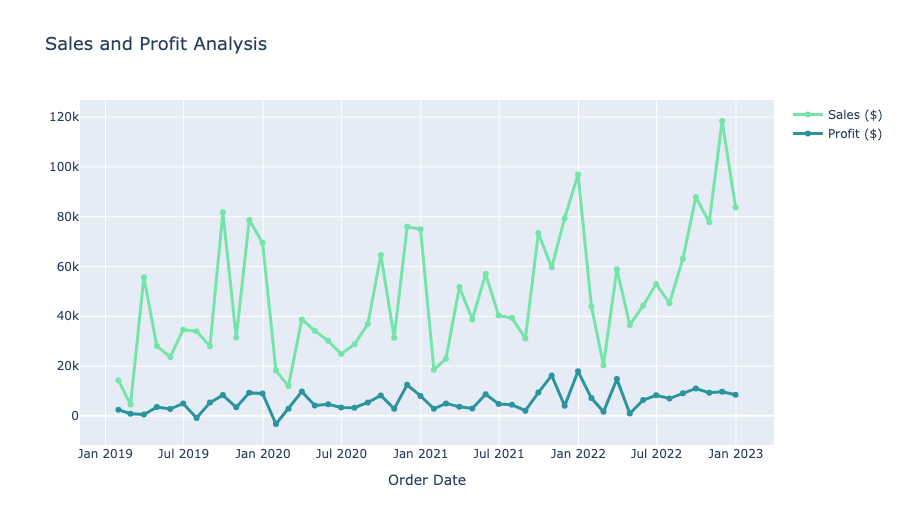 Sales and Profit Analysis
Sales ($)
Profit ($)
120k
100k
80k
60k
40k
20k
0
Jan 2019 Jul 2019 Jan 2020 Jul 2020 Jan 2021 Jul 2021 Jan 2022 Jul 2022 Jan 2023
Order Date